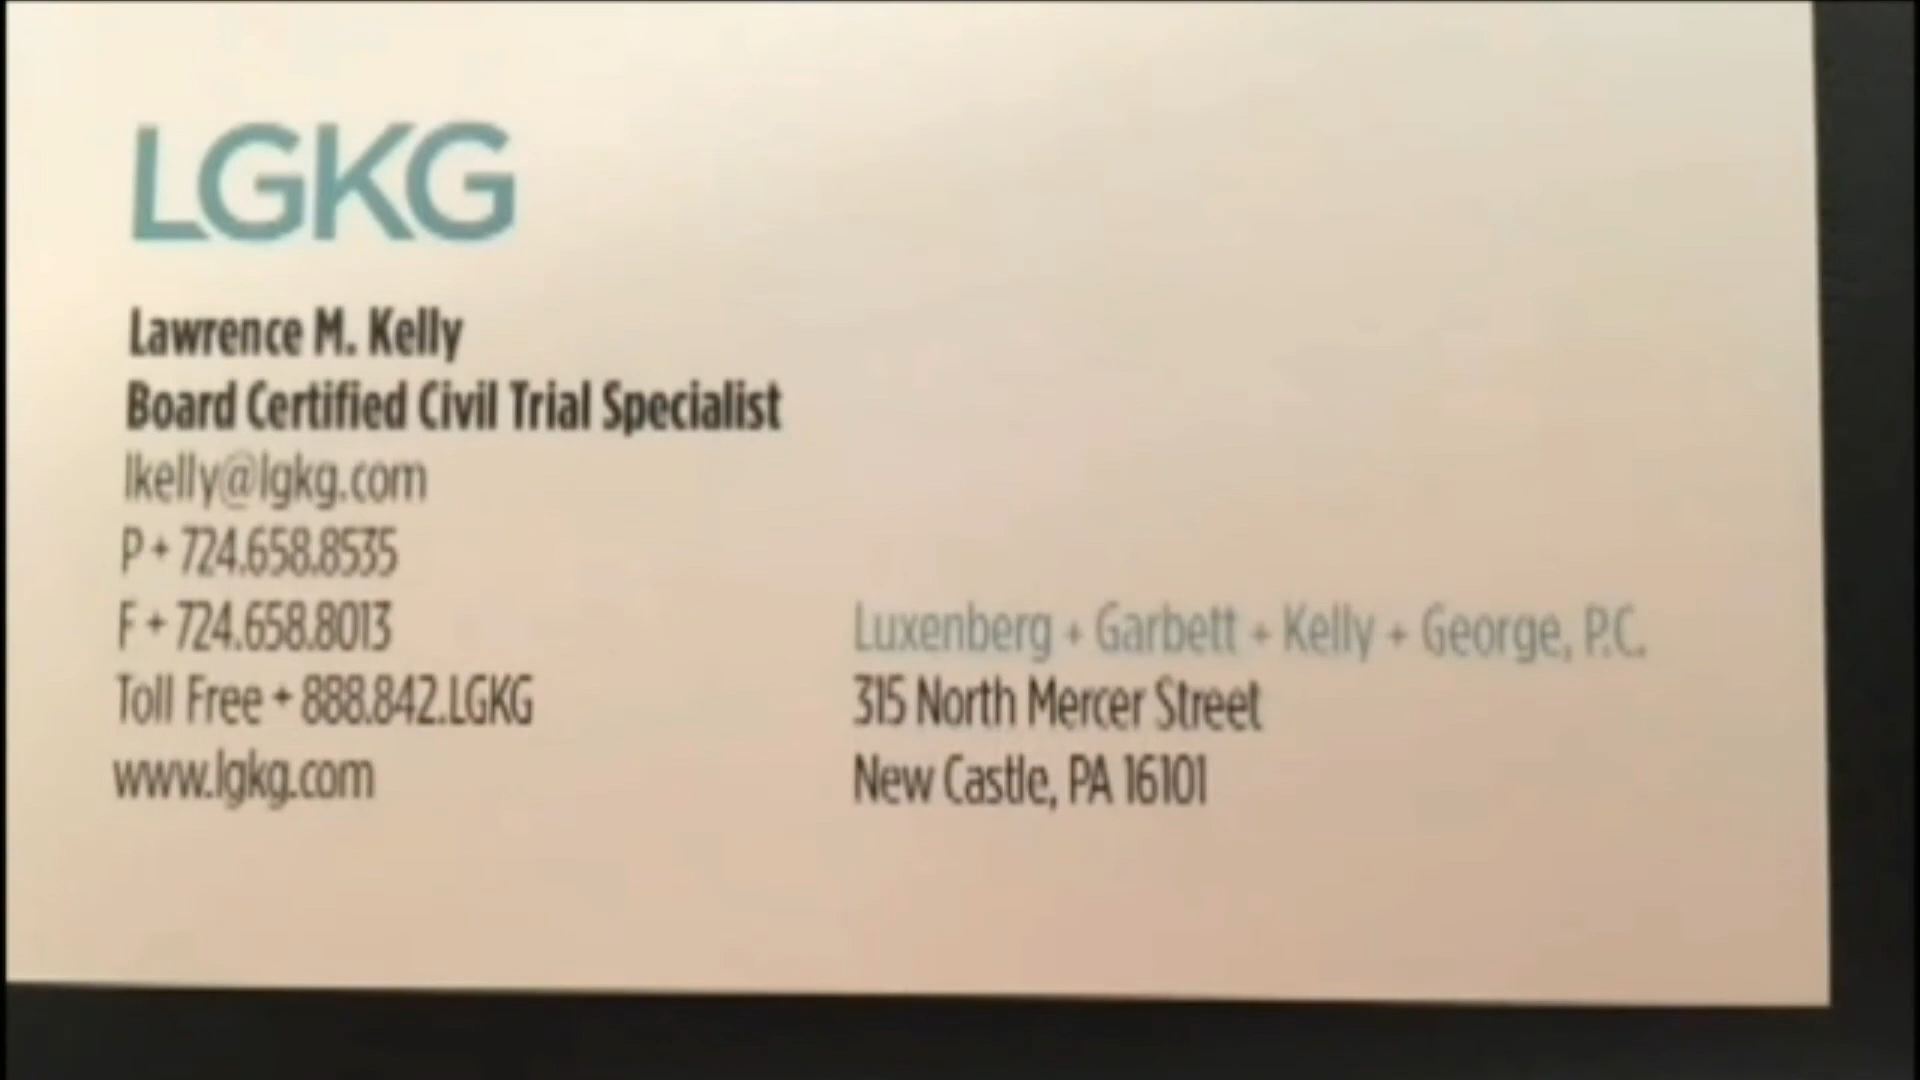 LGKG
Lawrence M. Kelly
Board Certified Civil Trial Specialist
lkelly@lgkg.com
P + 724.658.8535
F + 724.658.8013
Toll Free + 888.842.LGKG
www.lgkg.com
Luxenberg + Garbett + Kelly + George, P.C.
315 North Mercer Street
New Castle, PA 16101